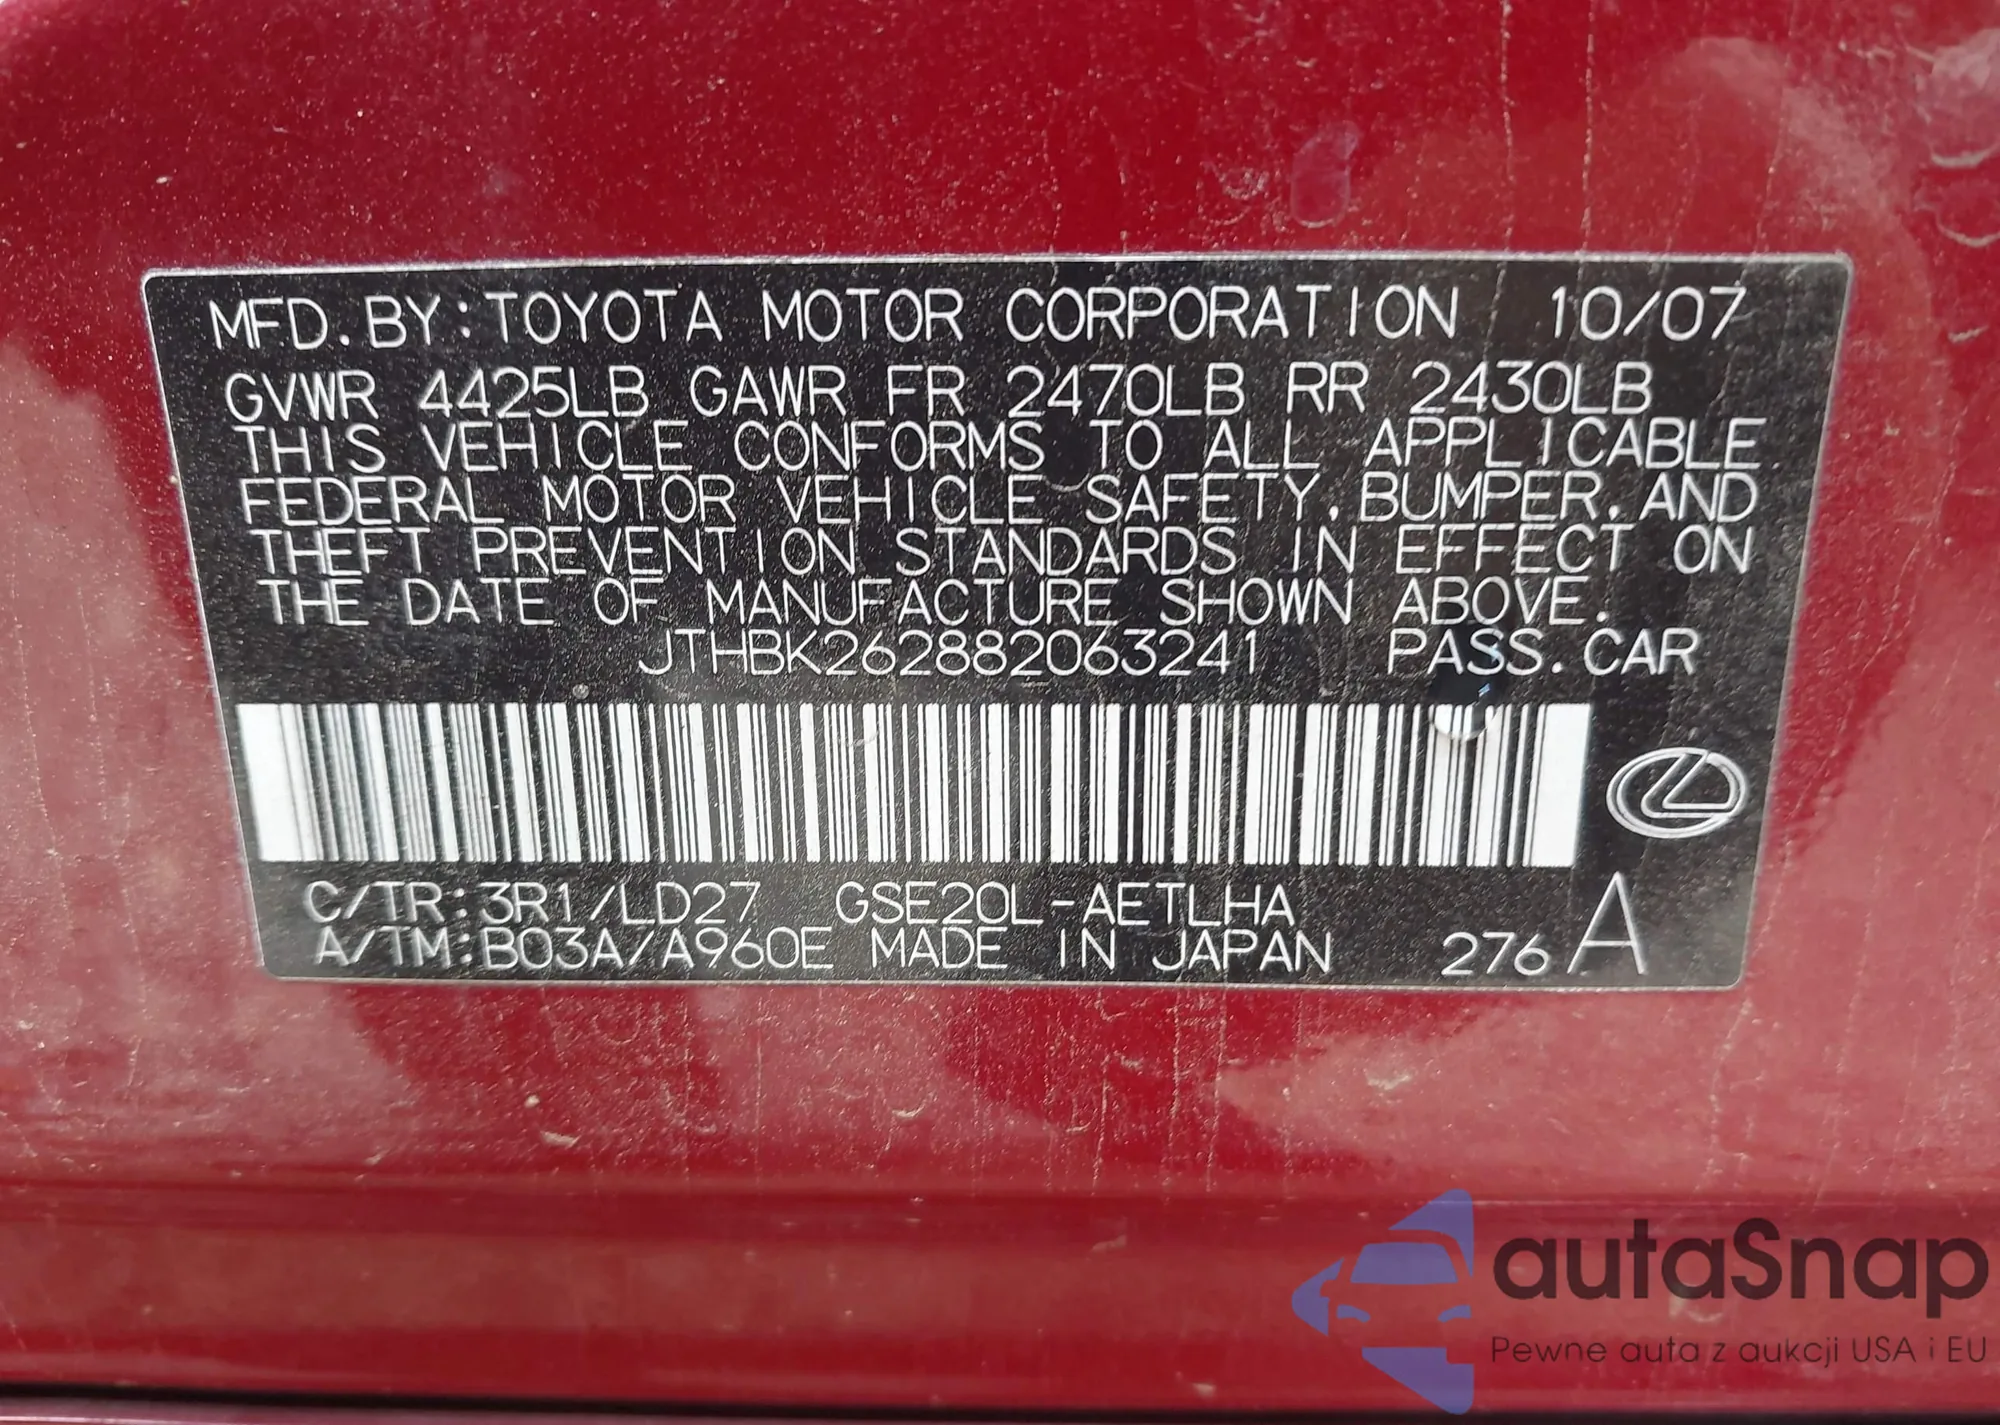 MFD. BY: TOYOTA MOTOR CORPORATION 10/07
GVWR 4425LB GAWR FR 2470LB RR 2430LB
THIS VEHICLE CONFORMS TO ALL APPLICABLE
FEDERAL MOTOR VEHICLE SAFETY, BUMPER, AND
THEFT PREVENTION STANDARDS IN EFFECT ON
THE DATE OF MANUFACTURE SHOWN ABOVE.
JTHBK262882063241 PASS. CAR
C/TR: 3R1/LD27 GSE20L-AETLHA
A/TM: B03A/A960E MADE IN JAPAN 276 A
autaSnap
Pewne auta z aukcji USA i EU